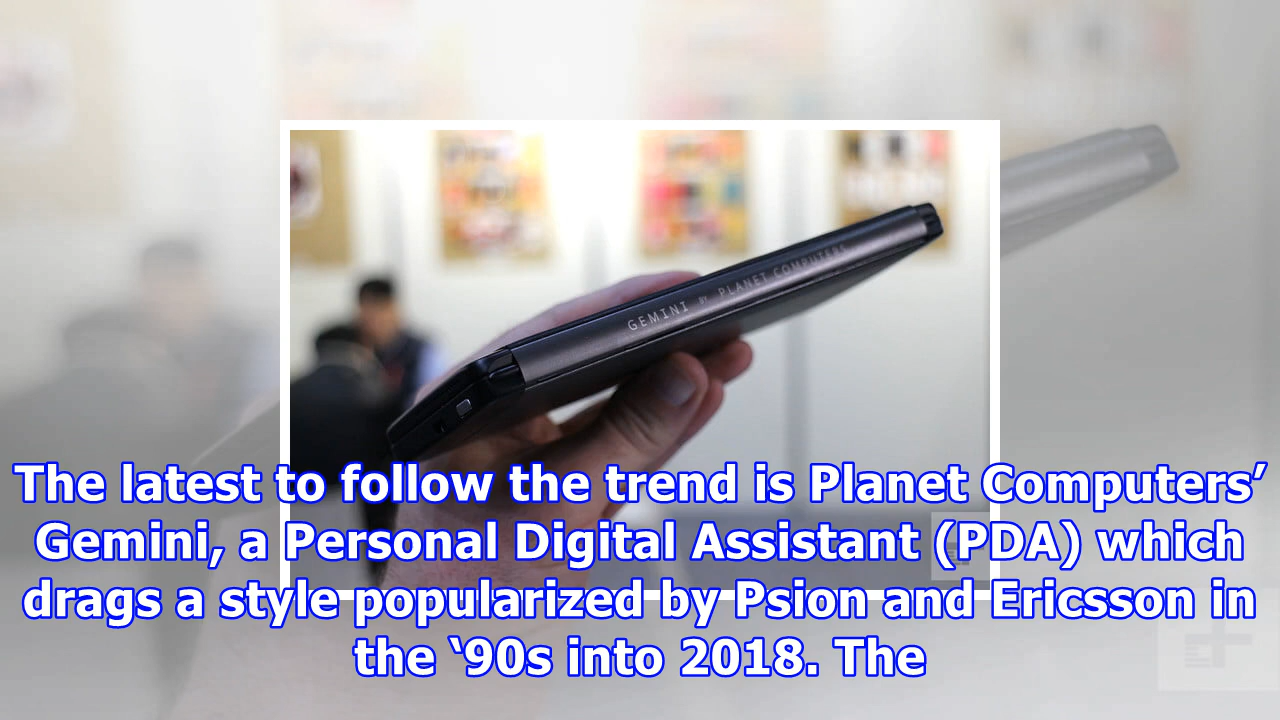 GEMINI BY PLANET COMPUTERS
The latest to follow the trend is Planet Computers’
Gemini, a Personal Digital Assistant (PDA) which
drags a style popularized by Psion and Ericsson in
the ‘90s into 2018. The